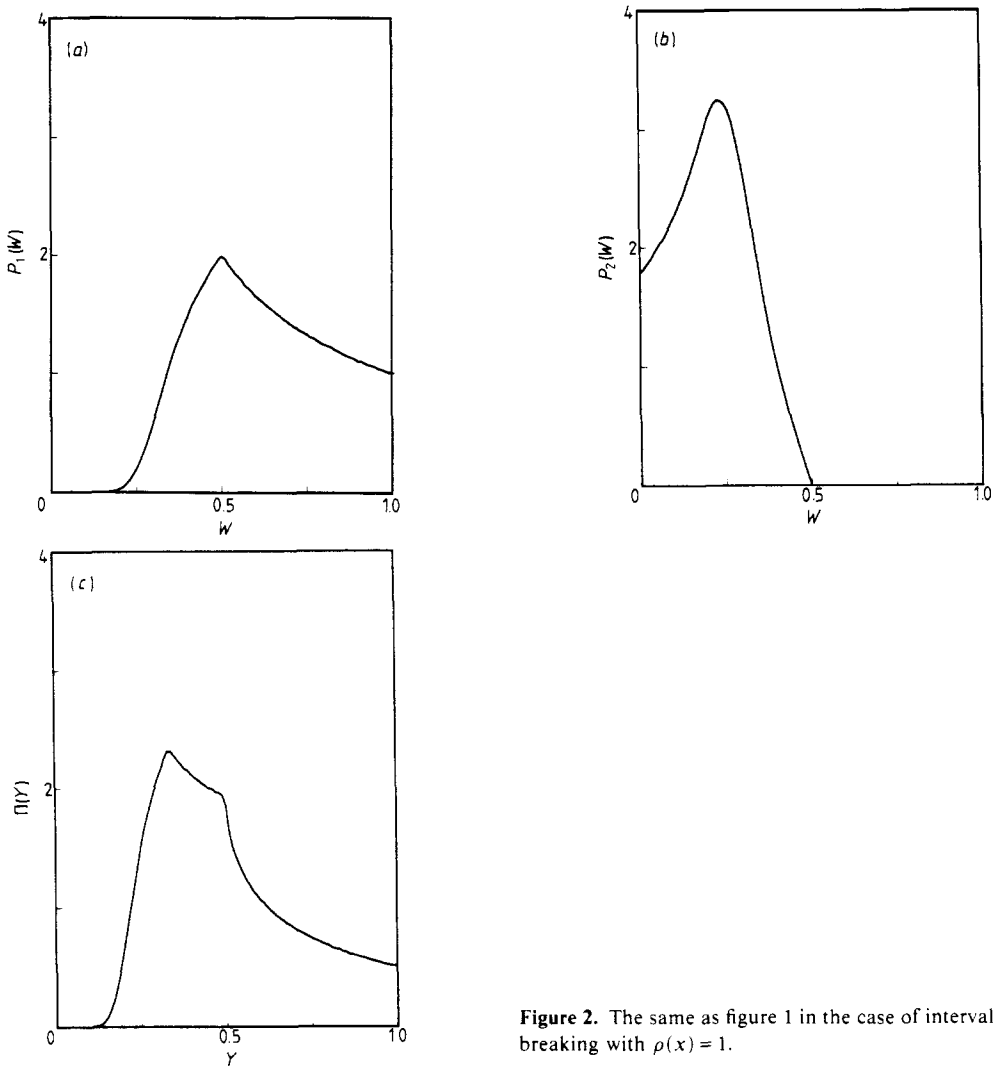 4
(a)
2
P₁(W)
0
0.5
1.0
W
4
(b)
2
P₂(W)
0
0.5
1.0
W
4
(c)
2
Π(Y)
0
0.5
1 0
Y
Figure 2. The same as figure 1 in the case of interval
breaking with ρ(x) = 1.